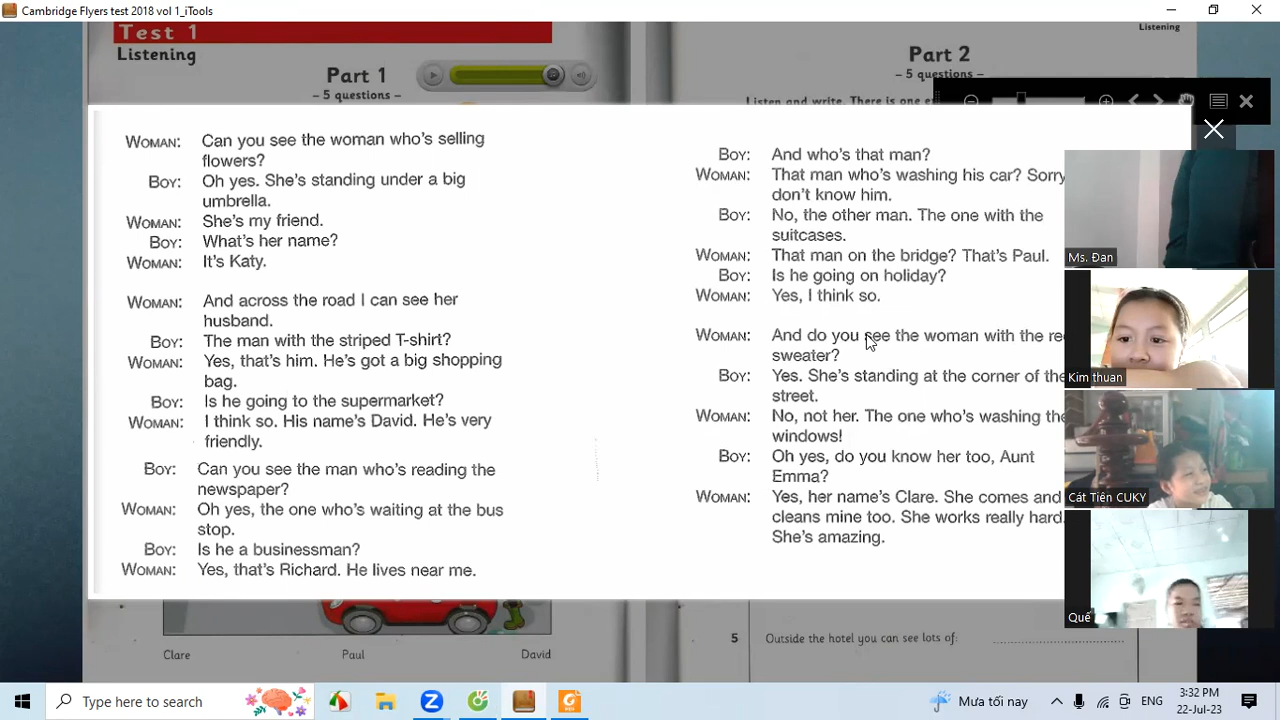 Cambridge Flyers test 2018 vol 1_iTools
Test 1
Listening
Part 1
– 5 questions –
Listening
Part 2
– 5 questions –
Listen and write. There is one
WOMAN: Can you see the woman who's selling
flowers?
BOY: Oh yes. She's standing under a big
umbrella.
WOMAN: She's my friend.
BOY: What's her name?
WOMAN: It's Katy.
WOMAN: And across the road I can see her
husband.
BOY: The man with the striped T-shirt?
WOMAN: Yes, that's him. He's got a big shopping
bag.
BOY: Is he going to the supermarket?
WOMAN: I think so. His name's David. He's very
friendly.
BOY: Can you see the man who's reading the
newspaper?
WOMAN: Oh yes, the one who's waiting at the bus
stop.
BOY: Is he a businessman?
WOMAN: Yes, that's Richard. He lives near me.
BOY: And who's that man?
WOMAN: That man who's washing his car? Sorry
don't know him.
BOY: No, the other man. The one with the
suitcases.
WOMAN: That man on the bridge? That's Paul.
BOY: Is he going on holiday?
WOMAN: Yes, I think so.
WOMAN: And do you see the woman with the re
sweater?
BOY: Yes. She's standing at the corner of the
street.
WOMAN: No, not her. The one who's washing the
windows!
BOY: Oh yes, do you know her too, Aunt
Emma?
WOMAN: Yes, her name's Clare. She comes and
cleans mine too. She works really hard.
She's amazing.
Ms. Đan
Kim thuan
Cát Tiên CUKY
Quế
Clare Paul David
5 Outside the hotel you can see lots of:
Type here to search
Mưa tối nay
ENG
3:32 PM
22-Jul-23